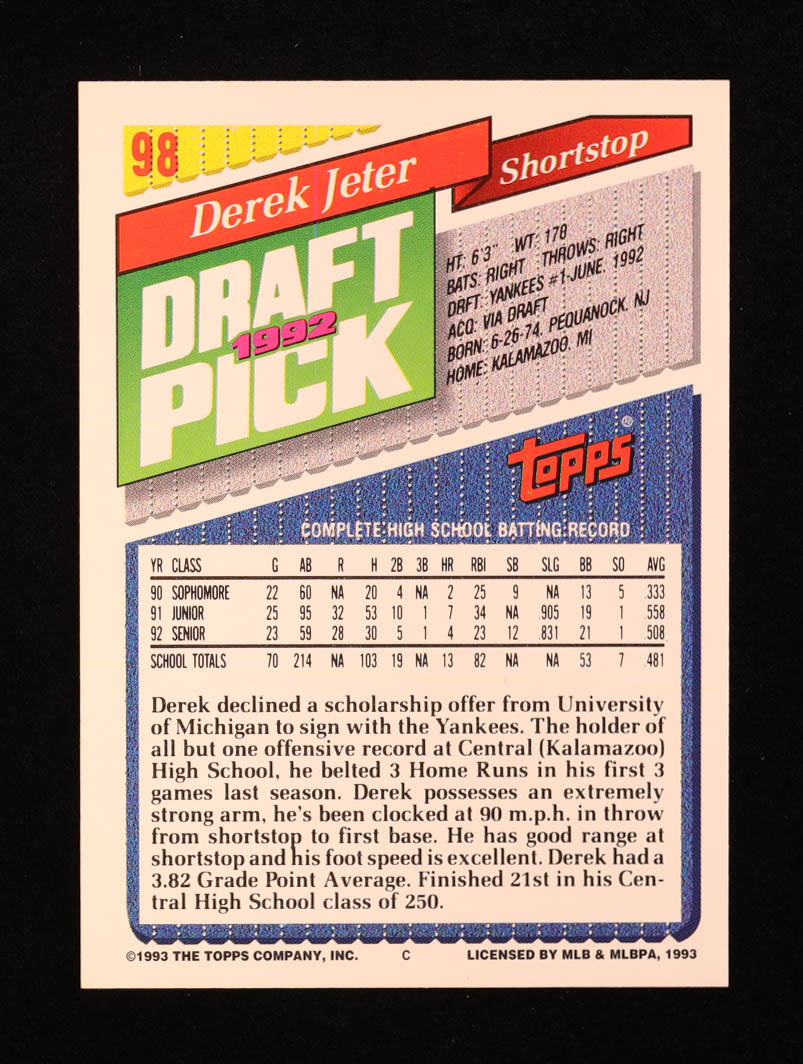 98
Derek Jeter
Shortstop
DRAFT
1992
PICK
HT: 6'3" WT: 170
BATS: RIGHT THROWS: RIGHT
DRFT: YANKEES #1-JUNE, 1992
ACQ: VIA DRAFT
BORN: 6-26-74, PEQUANOCK, NJ
HOME: KALAMAZOO, MI
TOPPS®
COMPLETE HIGH SCHOOL BATTING RECORD
YR CLASS G AB R H 2B 3B HR RBI SB SLG BB SO AVG
90 SOPHOMORE 22 60 NA 20 4 NA 2 25 9 NA 13 5 .333
91 JUNIOR 25 95 32 53 10 1 7 34 NA .905 19 1 .558
92 SENIOR 23 59 28 30 5 1 4 23 12 .831 21 1 .508
SCHOOL TOTALS 70 214 NA 103 19 NA 13 82 NA NA 53 7 .481
Derek declined a scholarship offer from University
of Michigan to sign with the Yankees. The holder of
all but one offensive record at Central (Kalamazoo)
High School, he belted 3 Home Runs in his first 3
games last season. Derek possesses an extremely
strong arm, he's been clocked at 90 m.p.h. in throw
from shortstop to first base. He has good range at
shortstop and his foot speed is excellent. Derek had a
3.82 Grade Point Average. Finished 21st in his Cen-
tral High School class of 250.
©1993 THE TOPPS COMPANY, INC. C LICENSED BY MLB & MLBPA, 1993